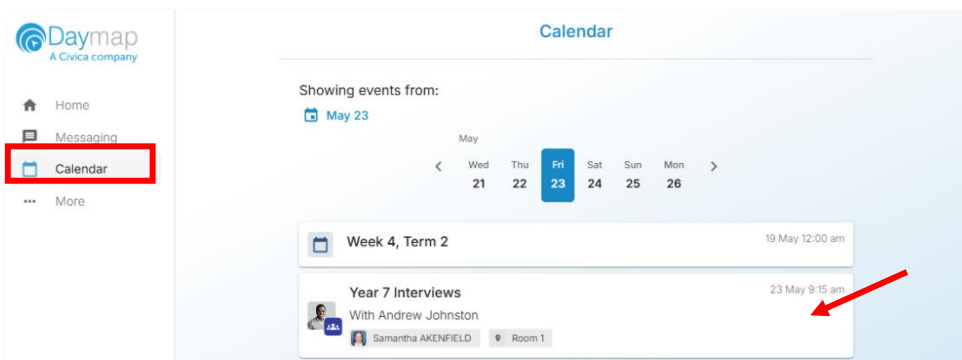 Daymap
A Civica company
Home
Messaging
Calendar
More
Calendar
Showing events from:
May 23
May
Wed Thu Fri Sat Sun Mon
21 22 23 24 25 26
Week 4, Term 2 19 May 12:00 am
Year 7 Interviews 23 May 9:15 am
With Andrew Johnston
Samantha AKENFIELD Room 1